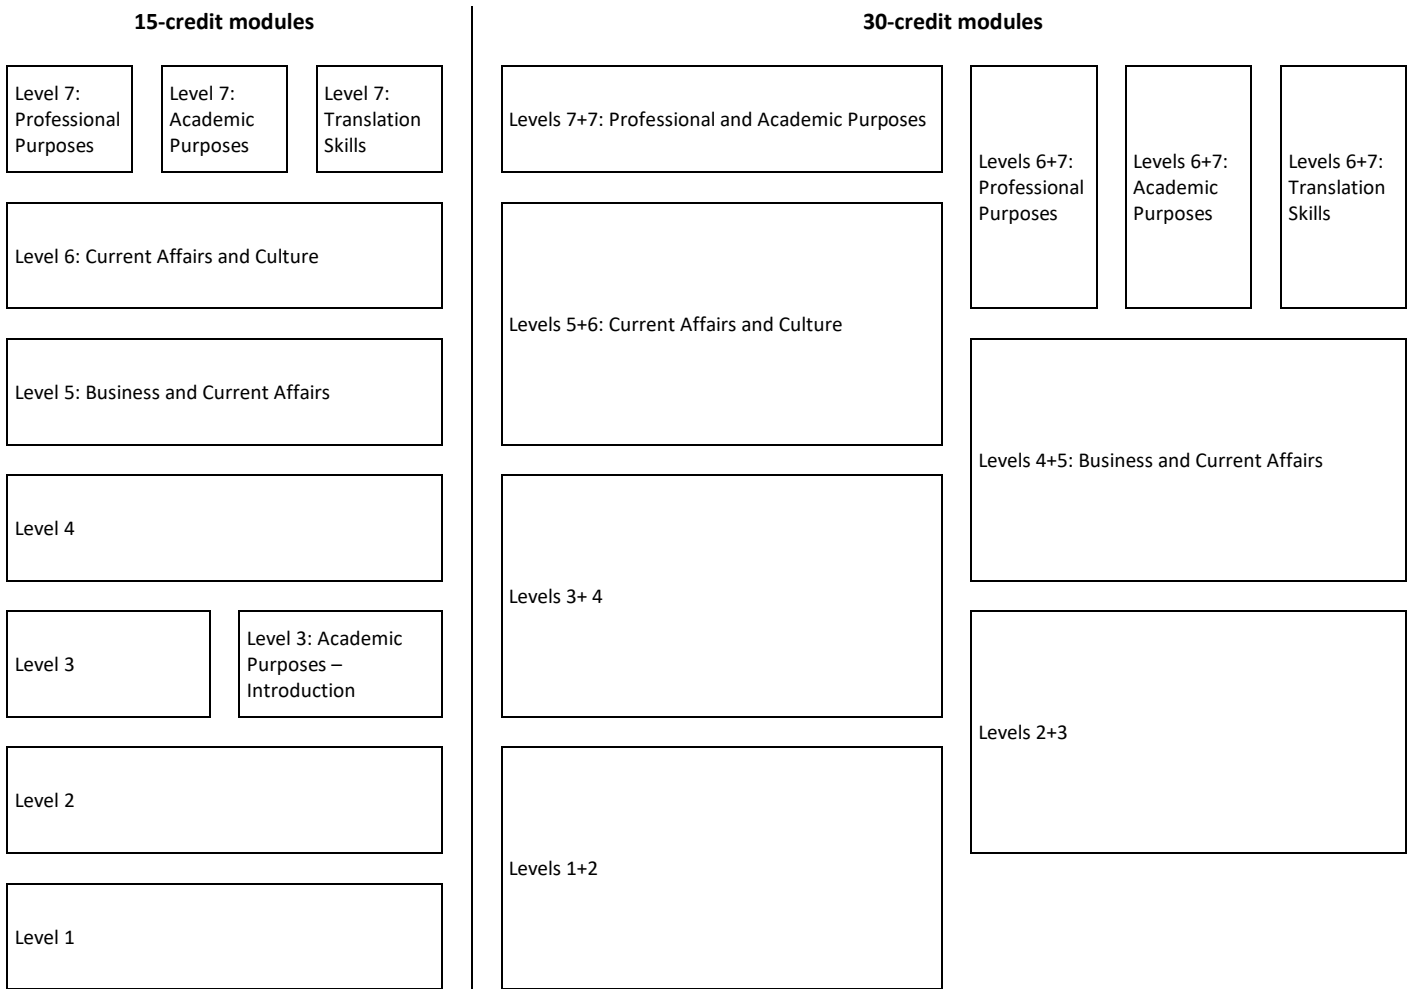 15-credit modules
30-credit modules
Level 7:
Professional
Purposes
Level 7:
Academic
Purposes
Level 7:
Translation
Skills
Level 6: Current Affairs and Culture
Level 5: Business and Current Affairs
Level 4
Level 3
Level 3: Academic
Purposes –
Introduction
Level 2
Level 1
Levels 7+7: Professional and Academic Purposes
Levels 5+6: Current Affairs and Culture
Levels 3+ 4
Levels 1+2
Levels 6+7:
Professional
Purposes
Levels 6+7:
Academic
Purposes
Levels 6+7:
Translation
Skills
Levels 4+5: Business and Current Affairs
Levels 2+3